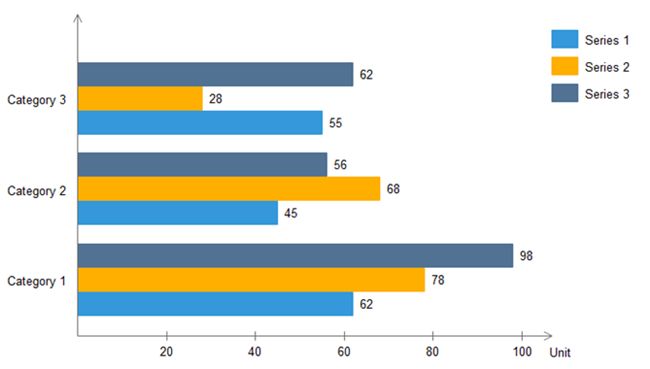 Series 1
Series 2
Series 3
62
Category 3
28
55
56
Category 2
68
45
98
Category 1
78
62
20 40 60 80 100 Unit